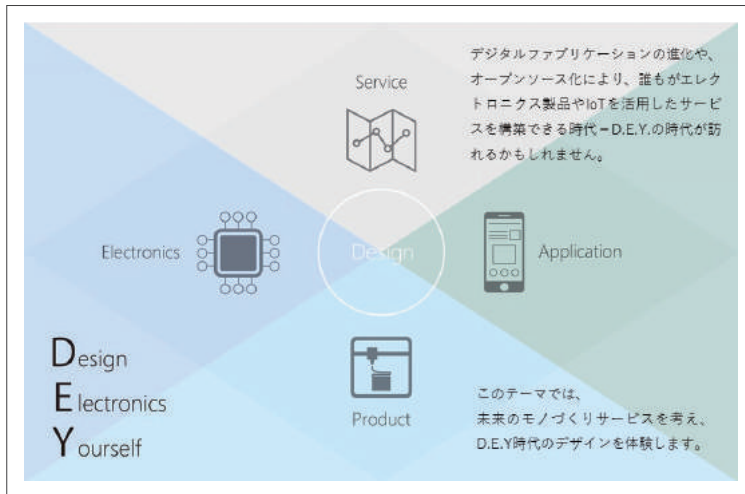 デジタルファブリケーションの進化や、
オープンソース化により、誰もがエレク
トロニクス製品やIoTを活用したサービ
スを構築できる時代=D.E.Y.の時代が訪
れるかもしれません。
Service
Electronics
Design
Application
Product
Design
Electronics
Yourself
このテーマでは、
未来のモノづくりサービスを考え、
D.E.Y時代のデザインを体験します。